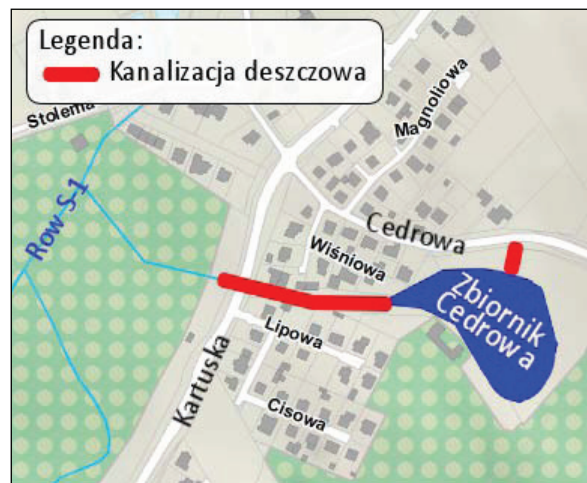 Legenda:
Kanalizacja deszczowa
Stolema
Magnoliowa
Row S-1
Cedrowa
Wiśniowa
Zbiornik
Cedrowa
Lipowa
Kartuska
Cisowa